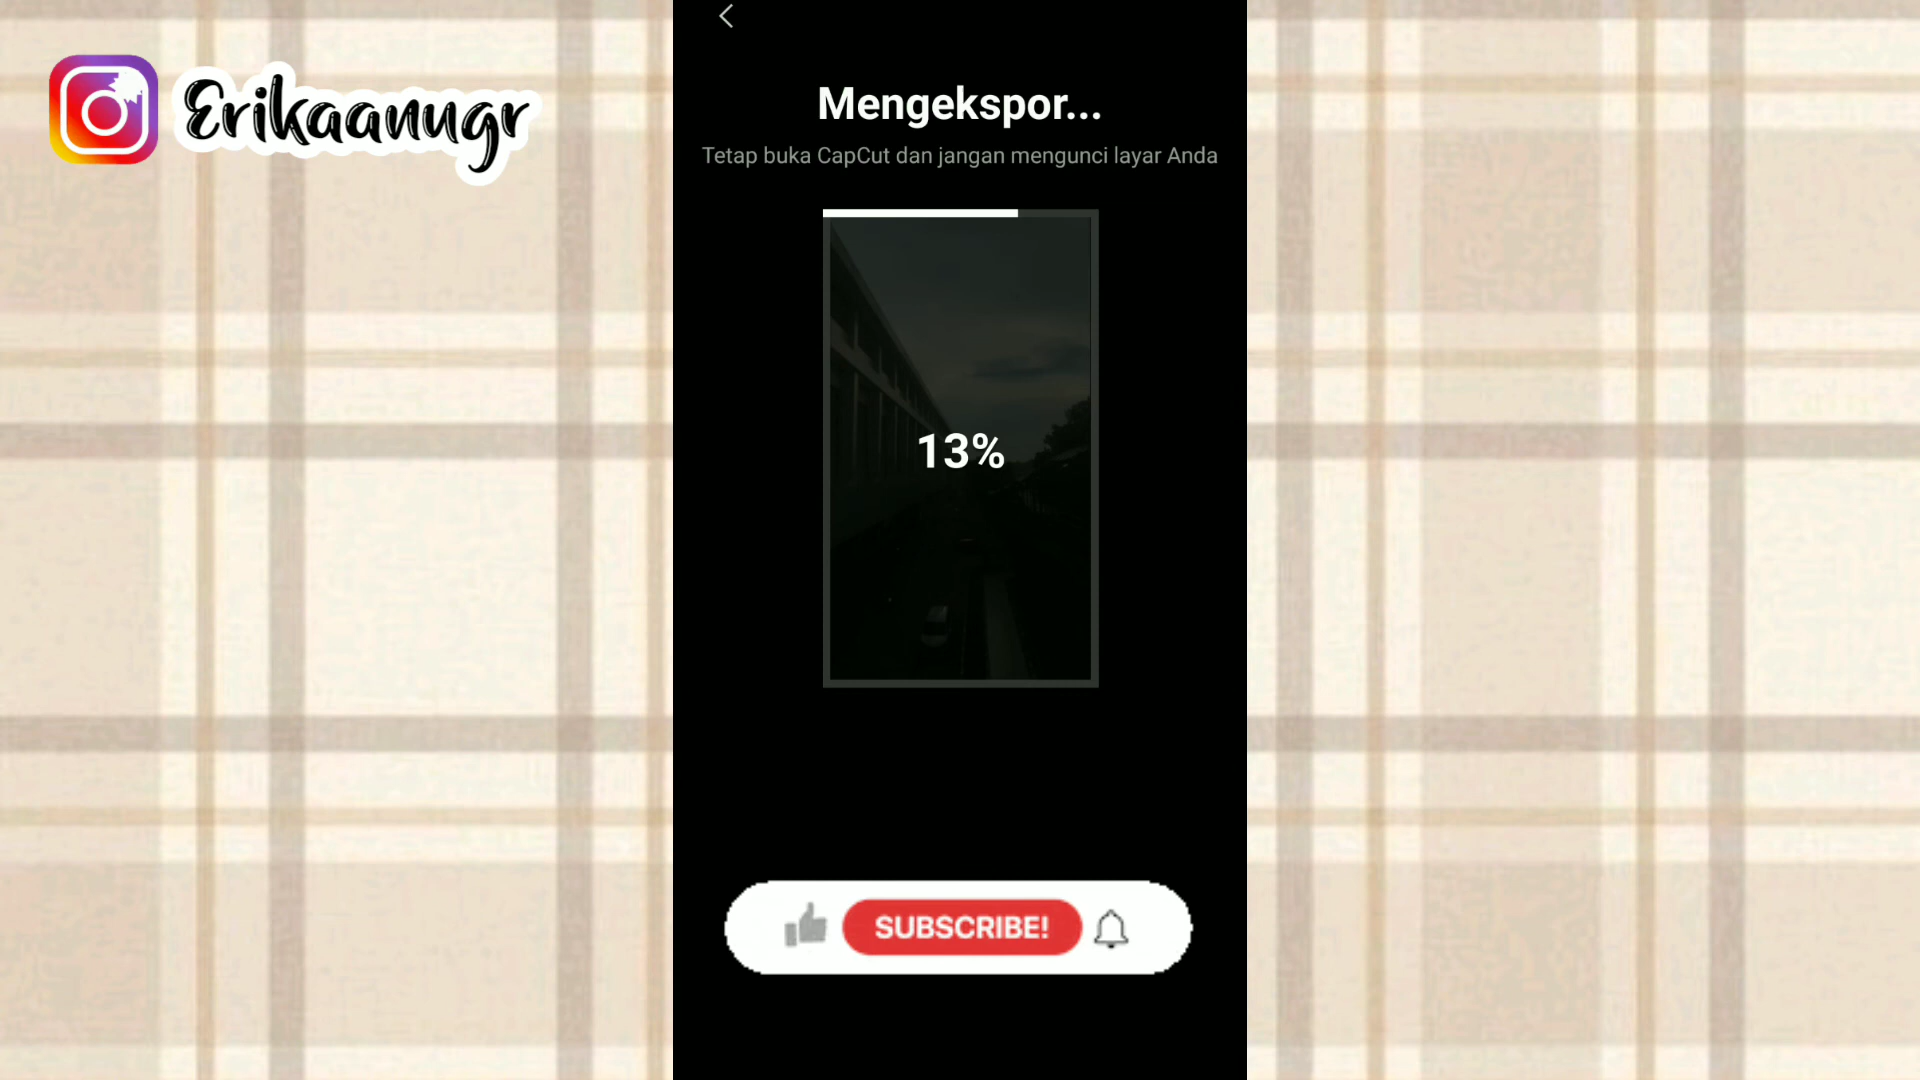 Erikaanugr
Mengekspor...
Tetap buka CapCut dan jangan mengunci layar Anda
13%
SUBSCRIBE!